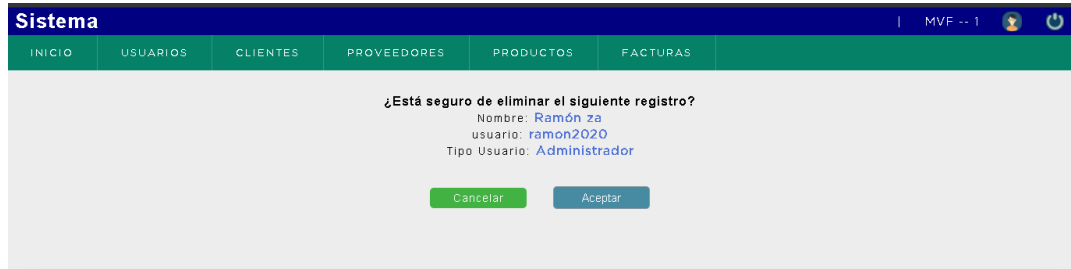 Sistema | MVF -- 1
INICIO USUARIOS CLIENTES PROVEEDORES PRODUCTOS FACTURAS
¿Está seguro de eliminar el siguiente registro?
Nombre: Ramón za
usuario: ramon2020
Tipo Usuario: Administrador
Cancelar Aceptar